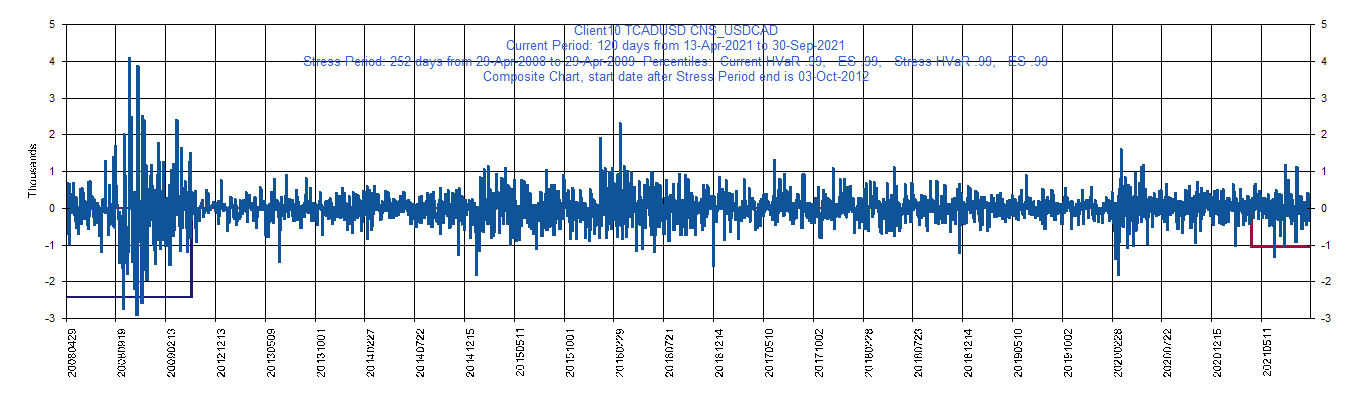 Client10 TCADUSD CNS_USDCAD
Current Period: 120 days from 13-Apr-2021 to 30-Sep-2021
Stress Period: 252 days from 29-Apr-2008 to 29-Apr-2009 Percentiles: Current HVaR .99, ES .99, Stress HVaR .99, ES .99
Composite Chart, start date after Stress Period end is 03-Oct-2012
5 5
4 4
3 3
2 2
1 1
0 0
-1 -1
-2 -2
-3 -3
Thousands
20080429 20080919 20090213 20121213 20130509 20131001 20140227 20140722 20141215 20150511 20151001 20160229 20160721 20161214 20170510 20171002 20180228 20180723 20181214 20190510 20191002 20200228 20200722 20201215 20210511